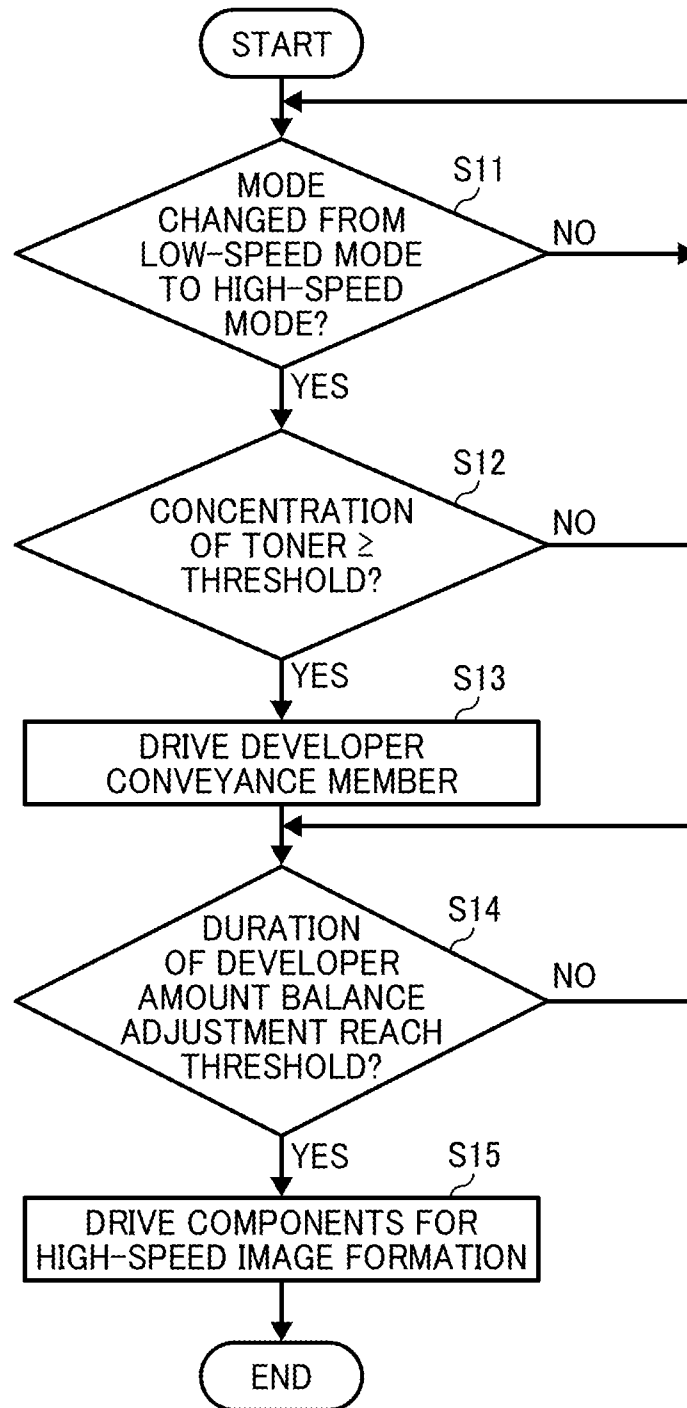 START
S11
MODE
CHANGED FROM
LOW-SPEED MODE
TO HIGH-SPEED
MODE?
NO
YES
S12
CONCENTRATION
OF TONER ≥
THRESHOLD?
NO
YES
S13
DRIVE DEVELOPER
CONVEYANCE MEMBER
S14
DURATION
OF DEVELOPER
AMOUNT BALANCE
ADJUSTMENT REACH
THRESHOLD?
NO
YES
S15
DRIVE COMPONENTS FOR
HIGH-SPEED IMAGE FORMATION
END